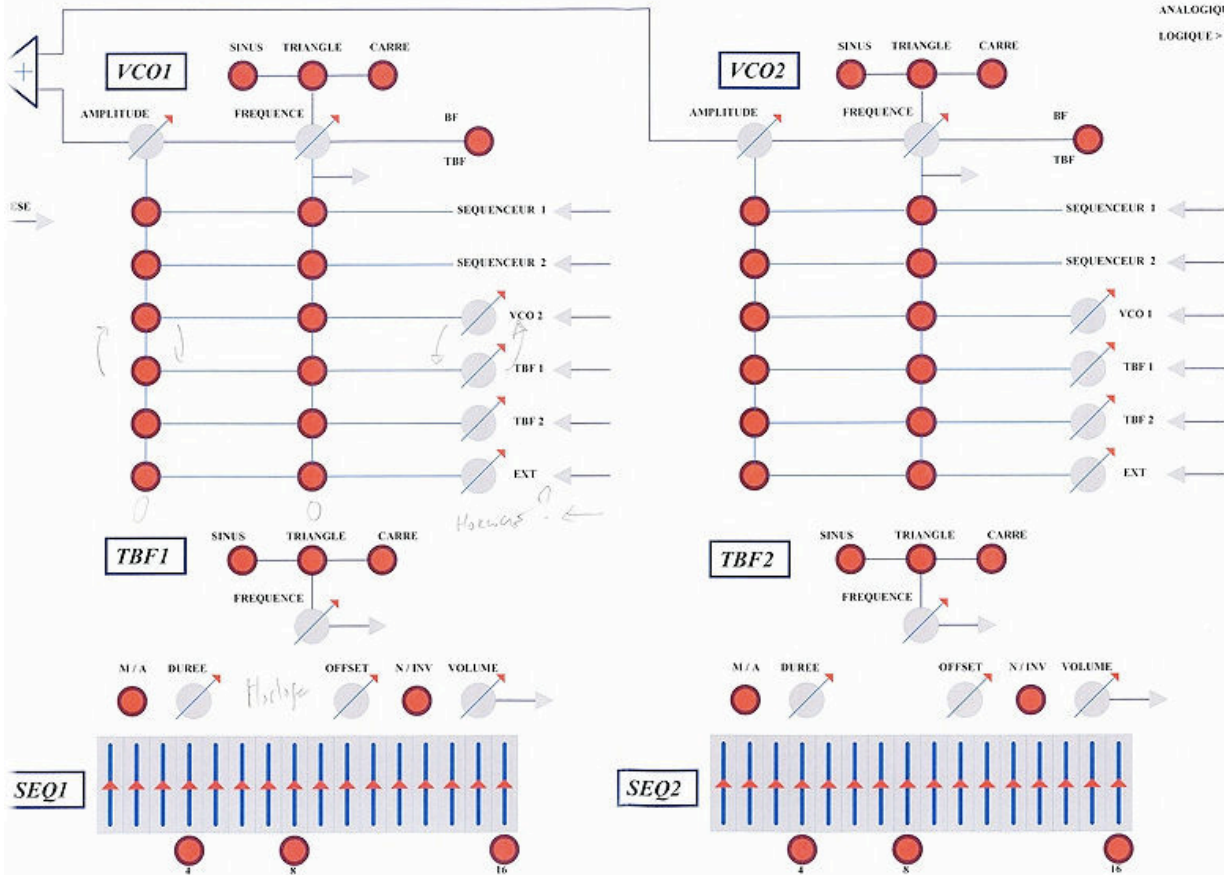 ANALOGIQU
LOGIQUE >
VCO1
SINUS TRIANGLE CARRE
AMPLITUDE FREQUENCE
BF
TBF
ESE
SEQUENCEUR 1
SEQUENCEUR 2
VCO 2
TBF 1
TBF 2
EXT
VCO2
SINUS TRIANGLE CARRE
AMPLITUDE FREQUENCE
BF
TBF
SEQUENCEUR 1
SEQUENCEUR 2
VCO 1
TBF 1
TBF 2
EXT
TBF1
SINUS TRIANGLE CARRE
FREQUENCE
TBF2
SINUS TRIANGLE CARRE
FREQUENCE
M / A DUREE Horloge OFFSET N / INV VOLUME
SEQ1
4 8 16
M / A DUREE OFFSET N / INV VOLUME
SEQ2
4 8 16